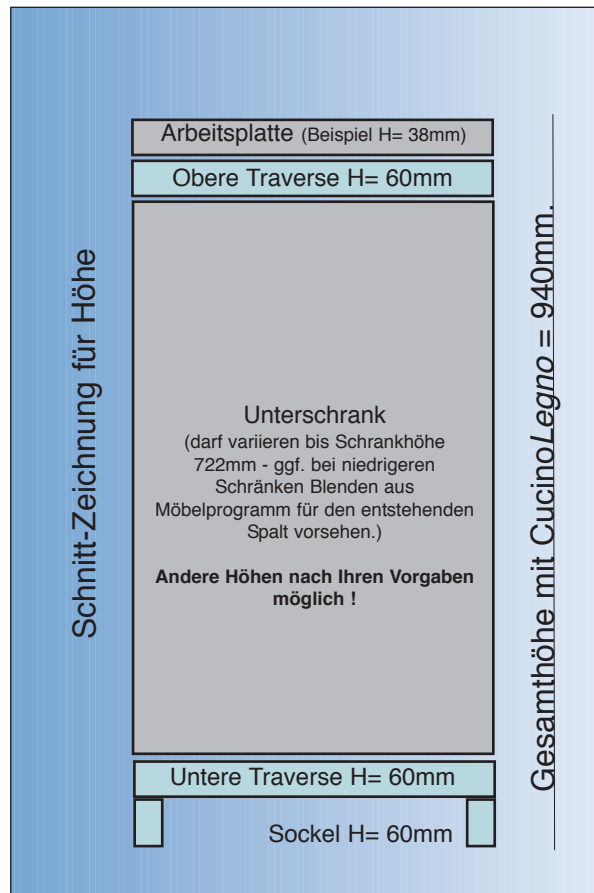 Arbeitsplatte (Beispiel H= 38mm)
Obere Traverse H= 60mm
Schnitt-Zeichnung für Höhe
Unterschrank
(darf variieren bis Schrankhöhe
722mm - ggf. bei niedrigeren
Schränken Blenden aus
Möbelprogramm für den entstehenden
Spalt vorsehen.)
Andere Höhen nach Ihren Vorgaben
möglich !
Gesamthöhe mit CucinoLegno = 940mm.
Untere Traverse H= 60mm
Sockel H= 60mm